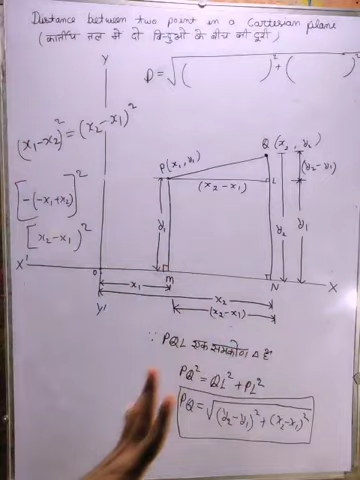 Distance between two point in a Cartesian plane
(कार्तीय तल में दो बिन्दुओं के बीच की दूरी)
D = √( )² + ( )²
Y
(x₁-x₂)² = (x₂-x₁)²
[-(-x₁+x₂)]²
[x₂-x₁]²
Q (x₂, y₂)
P(x₁, y₁)
(y₂-y₁)
(x₂-x₁)
L
y₁
y₂
y₁
X'
O
M
N
X
x₁
x₂
(x₂-x₁)
Y'
∵ PQL एक समकोण Δ है
PQ² = QL² + PL²
PQ = √(y₂-y₁)² + (x₂-x₁)²